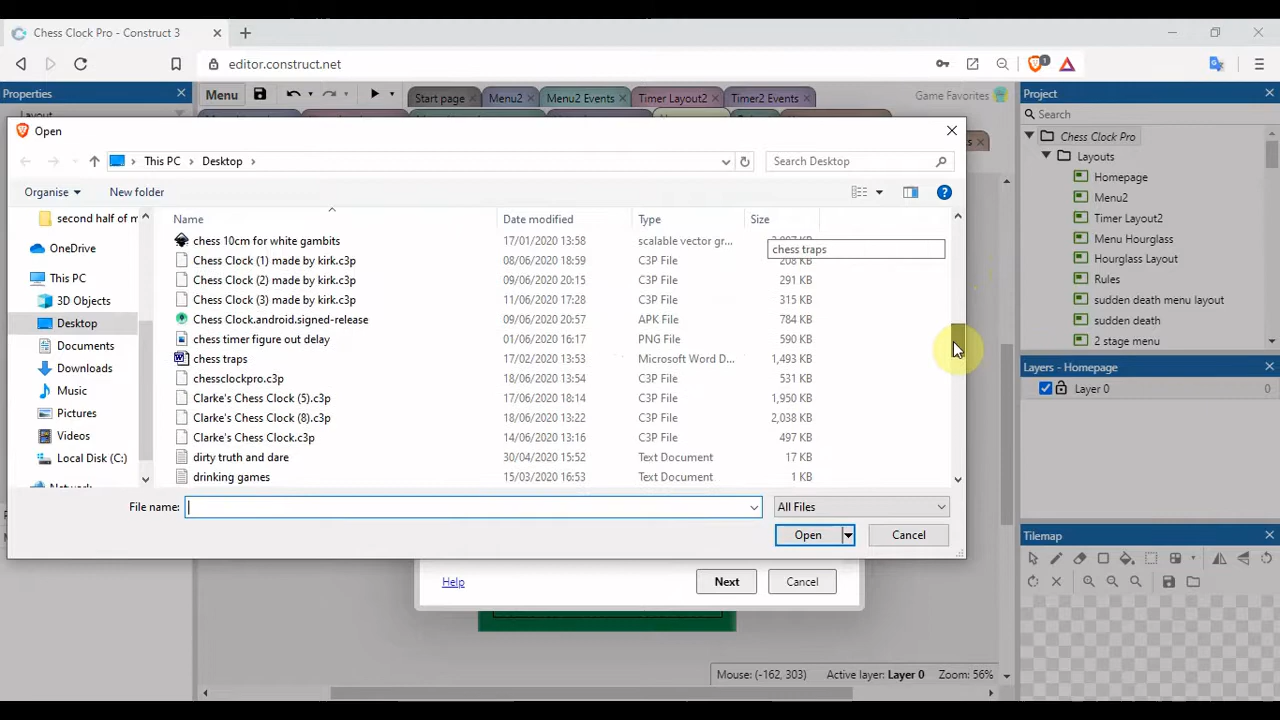 Chess Clock Pro - Construct 3
editor.construct.net
Properties
Menu
Start page
Menu2
Menu2 Events
Timer Layout2
Timer2 Events
Game Favorites
Project
Open
Search
This PC
Desktop
Search Desktop
Chess Clock Pro
Layouts
Homepage
Menu2
Timer Layout2
Menu Hourglass
Hourglass Layout
Rules
sudden death menu layout
sudden death
2 stage menu
Organise
New folder
second half of m
OneDrive
This PC
3D Objects
Desktop
Documents
Downloads
Music
Pictures
Videos
Local Disk (C:)
Name Date modified Type Size
chess 10cm for white gambits 17/01/2020 13:58 scalable vector gr...
chess traps
Chess Clock (1) made by kirk.c3p 08/06/2020 18:59 C3P File 208 KB
Chess Clock (2) made by kirk.c3p 09/06/2020 20:15 C3P File 291 KB
Chess Clock (3) made by kirk.c3p 11/06/2020 17:28 C3P File 315 KB
Chess Clock.android.signed-release 09/06/2020 20:57 APK File 784 KB
chess timer figure out delay 01/06/2020 16:17 PNG File 590 KB
chess traps 17/02/2020 13:53 Microsoft Word D... 1,493 KB
chessclockpro.c3p 18/06/2020 13:54 C3P File 531 KB
Clarke's Chess Clock (5).c3p 17/06/2020 18:14 C3P File 1,950 KB
Clarke's Chess Clock (8).c3p 18/06/2020 13:22 C3P File 2,038 KB
Clarke's Chess Clock.c3p 14/06/2020 13:16 C3P File 497 KB
dirty truth and dare 30/04/2020 15:52 Text Document 17 KB
drinking games 15/03/2020 16:53 Text Document 1 KB
File name:
All Files
Open
Cancel
Layers - Homepage
Layer 0
Tilemap
Help
Next
Cancel
Mouse: (-162, 303) Active layer: Layer 0 Zoom: 56%